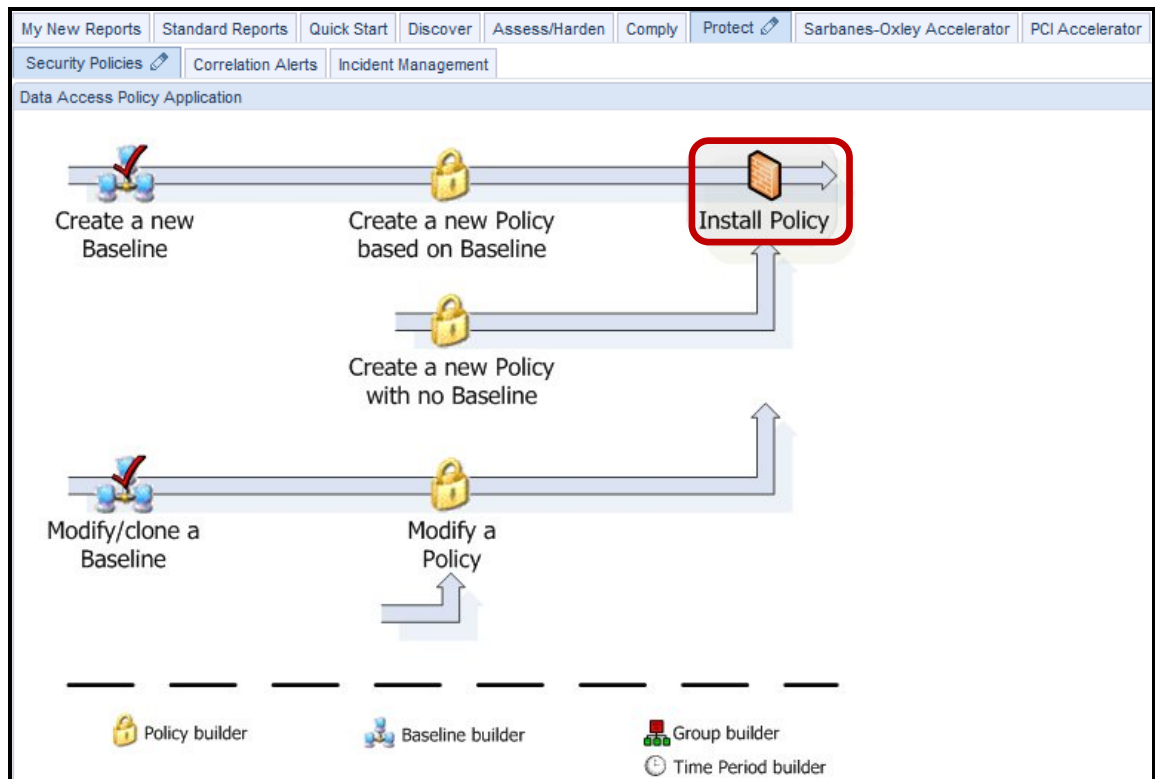 My New Reports Standard Reports Quick Start Discover Assess/Harden Comply Protect Sarbanes-Oxley Accelerator PCI Accelerator
Security Policies Correlation Alerts Incident Management
Data Access Policy Application
Create a new
Baseline
Create a new Policy
based on Baseline
Install Policy
Create a new Policy
with no Baseline
Modify/clone a
Baseline
Modify a
Policy
Policy builder
Baseline builder
Group builder
Time Period builder